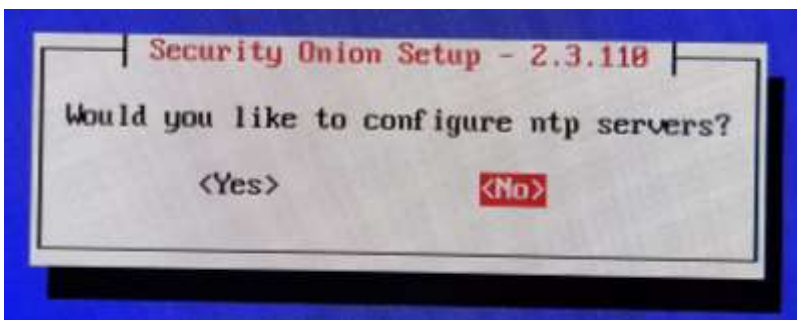 Security Onion Setup - 2.3.110
Would you like to configure ntp servers?
<Yes> <No>